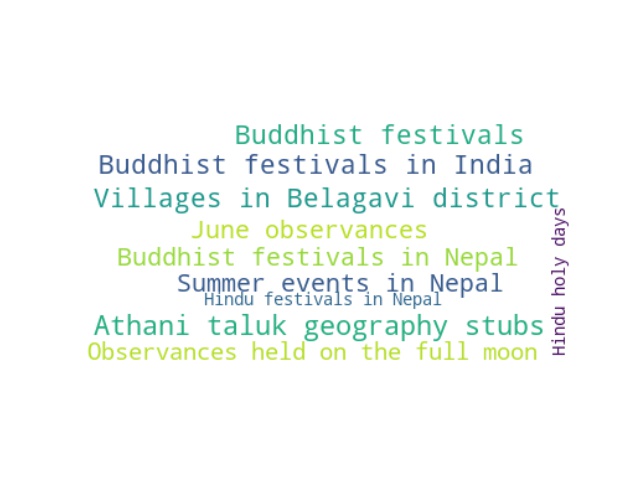 Buddhist festivals
Buddhist festivals in India
Villages in Belagavi district
June observances
Buddhist festivals in Nepal
Summer events in Nepal
Hindu festivals in Nepal
Athani taluk geography stubs
Observances held on the full moon
Hindu holy days